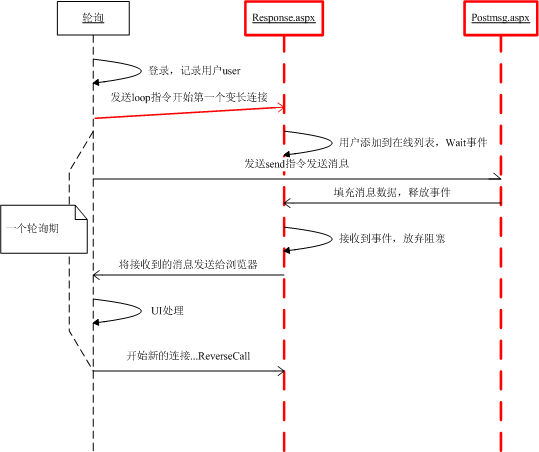 轮询
Response.aspx
Postmsg.aspx
登录，记录用户user
发送loop指令开始第一个变长连接
用户添加到在线列表，Wait事件
发送send指令发送消息
填充消息数据，释放事件
一个轮询期
接收到事件，放弃阻塞
将接收到的消息发送给浏览器
UI处理
开始新的连接...ReverseCall